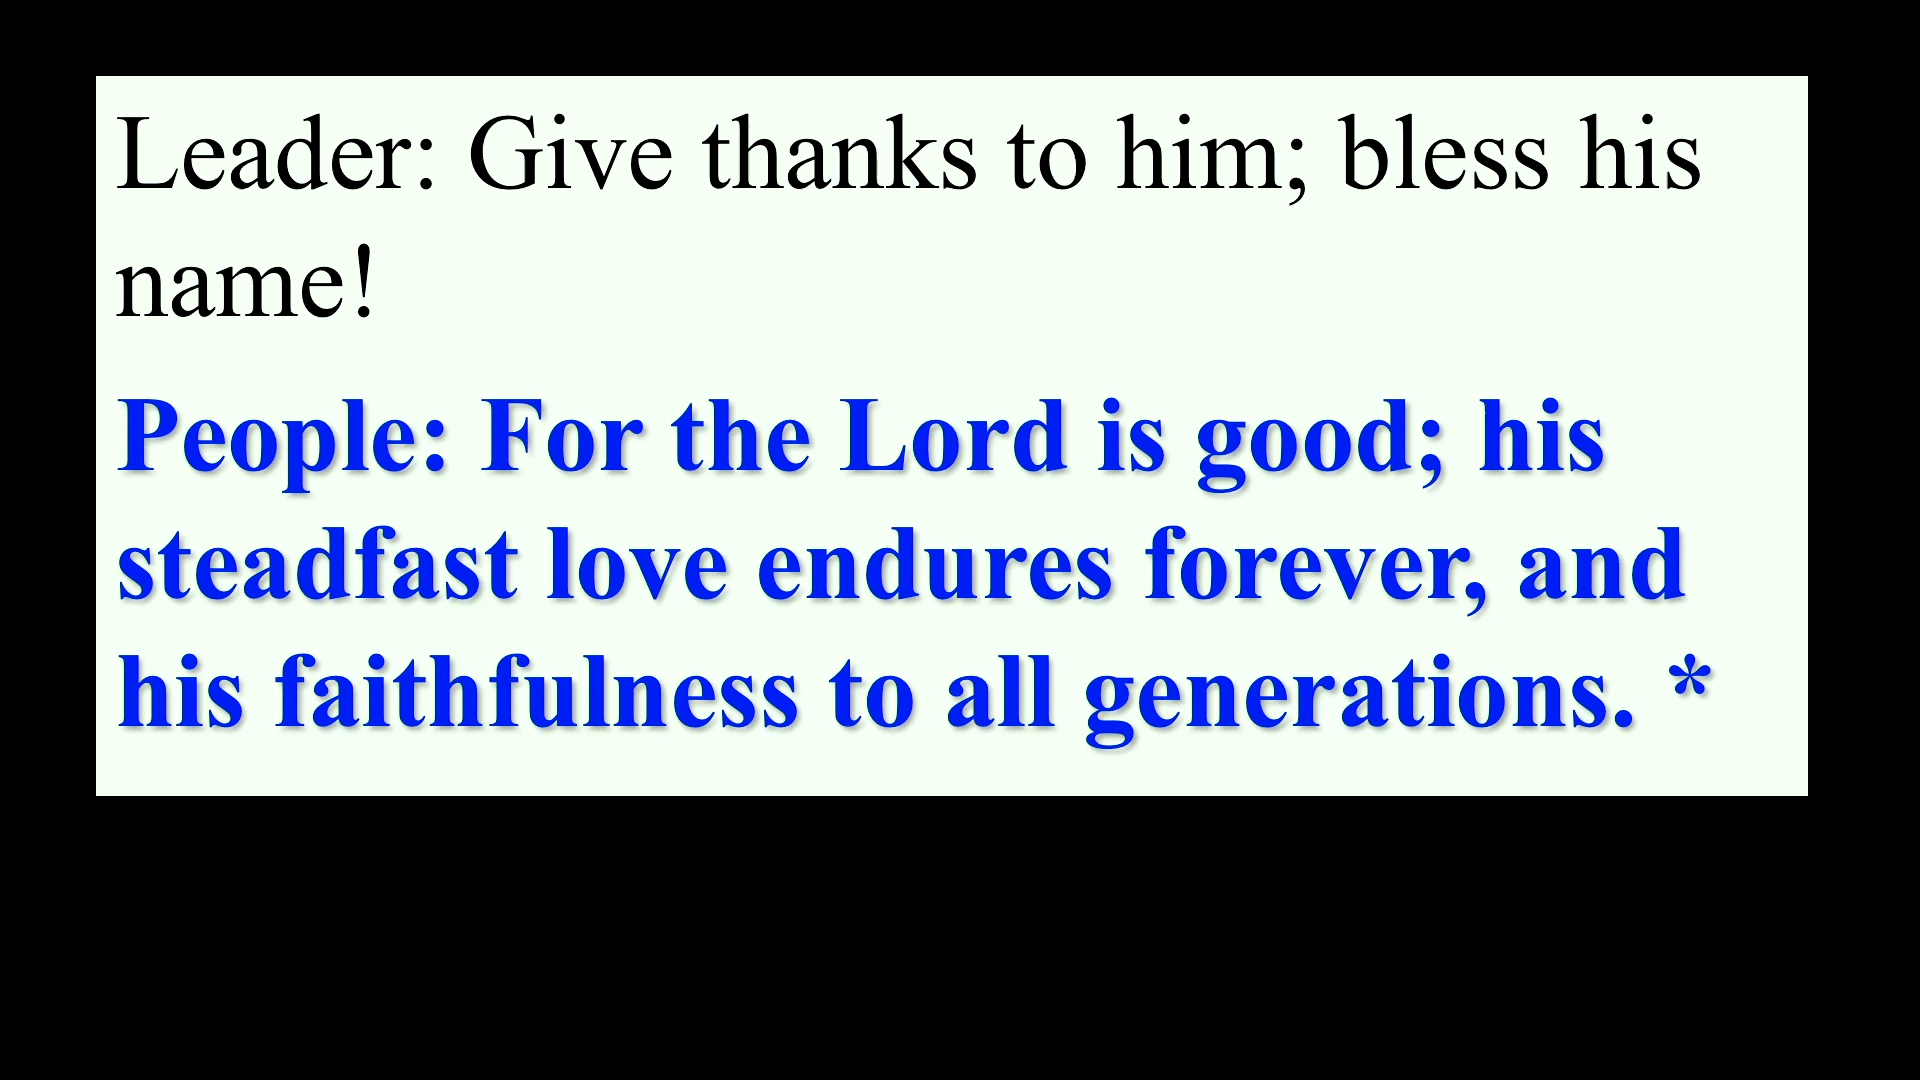 Leader: Give thanks to him; bless his
name!
People: For the Lord is good; his
steadfast love endures forever, and
his faithfulness to all generations. *